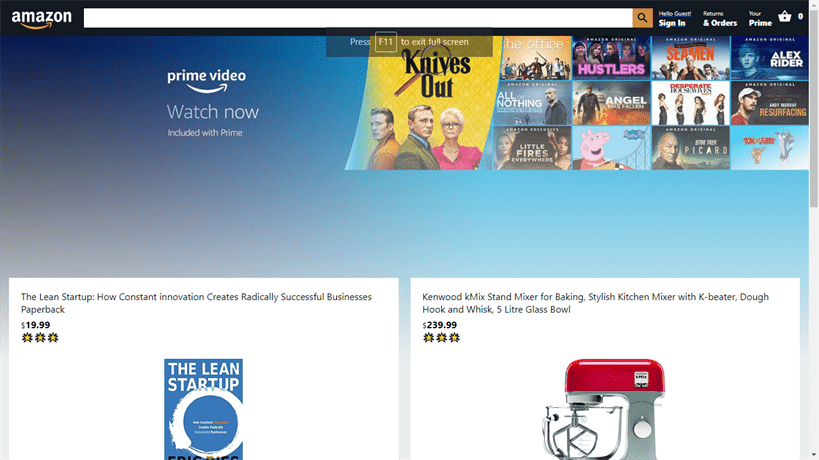 amazon
Hello Guest!
Sign In
Returns
& Orders
Your
Prime
0
Press F11 to exit full screen
prime video
Watch now
Included with Prime
Knives
Out
the office
AMAZON ORIGINAL
HUSTLERS
AMAZON ORIGINAL
SEAMEN
AMAZON ORIGINAL
ALEX
RIDER
ALL OR
NOTHING
ANGEL
HAS FALLEN
DESPERATE
HOUSEWIVES
AMAZON ORIGINAL
ANDY MURRAY
RESURFACING
AMAZON EXCLUSIVE
LITTLE
FIRES
EVERYWHERE
AMAZON ORIGINAL
STAR TREK
PICARD
TOM and JERRY
The Lean Startup: How Constant innovation Creates Radically Successful Businesses
Paperback
$19.99
THE LEAN
STARTUP
How Constant Innovation
Creates Radically
Successful Businesses
ERIC RIES
Kenwood kMix Stand Mixer for Baking, Stylish Kitchen Mixer with K-beater, Dough
Hook and Whisk, 5 Litre Glass Bowl
$239.99
kMix